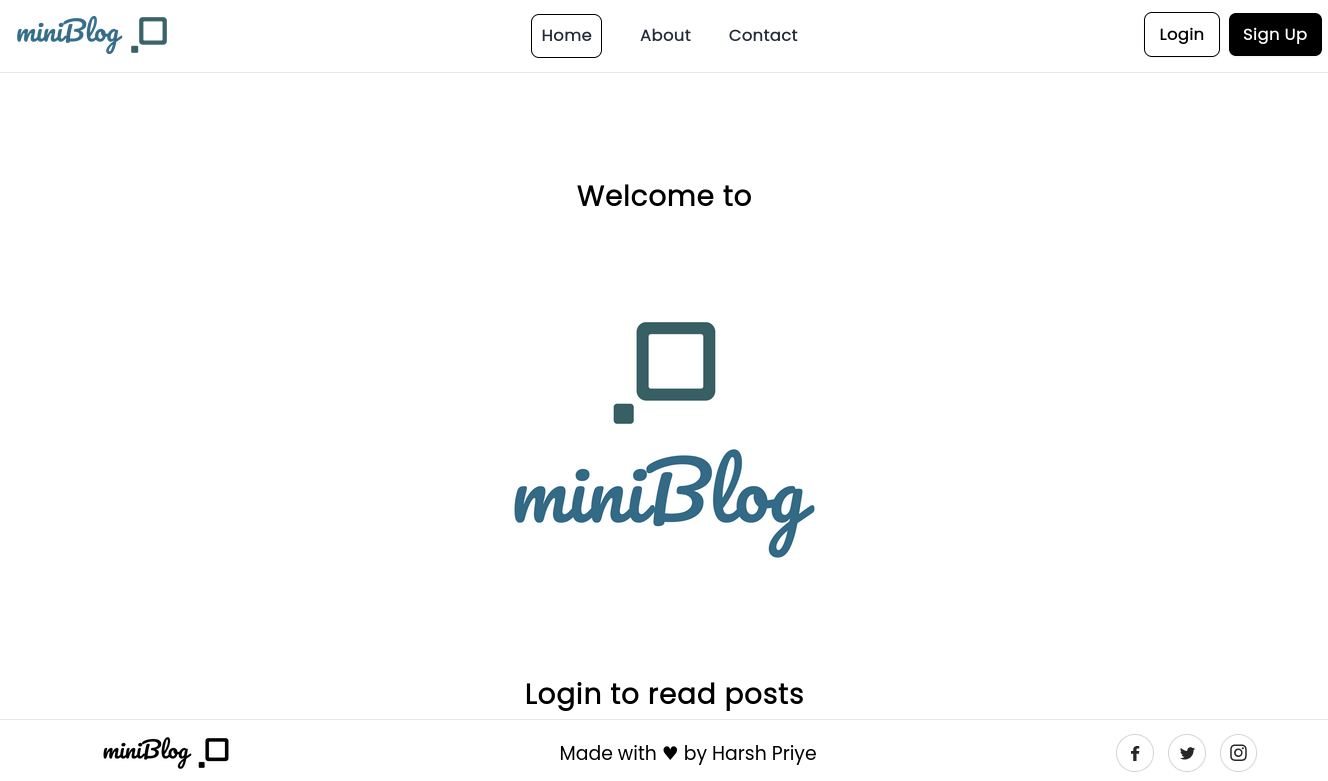 miniBlog
Home About Contact
Login Sign Up
Welcome to
miniBlog
Login to read posts
miniBlog
Made with ♥ by Harsh Priye